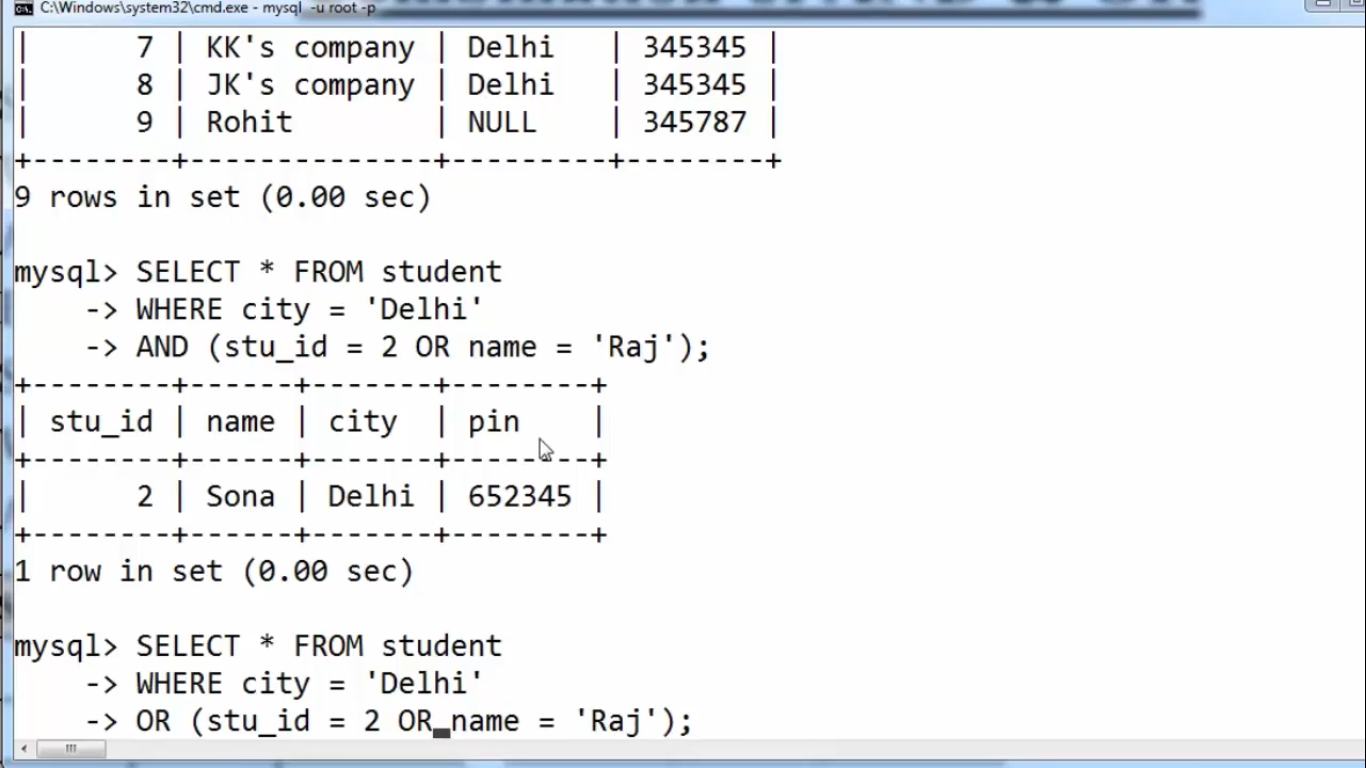 C:\Windows\system32\cmd.exe - mysql -u root -p
|      7 | KK's company | Delhi   | 345345 |
|      8 | JK's company | Delhi   | 345345 |
|      9 | Rohit        | NULL    | 345787 |
+--------+--------------+---------+--------+
9 rows in set (0.00 sec)
mysql> SELECT * FROM student
    -> WHERE city = 'Delhi'
    -> AND (stu_id = 2 OR name = 'Raj');
+--------+------+-------+--------+
| stu_id | name | city  | pin    |
+--------+------+-------+--------+
|      2 | Sona | Delhi | 652345 |
+--------+------+-------+--------+
1 row in set (0.00 sec)
mysql> SELECT * FROM student
    -> WHERE city = 'Delhi'
    -> OR (stu_id = 2 OR name = 'Raj');